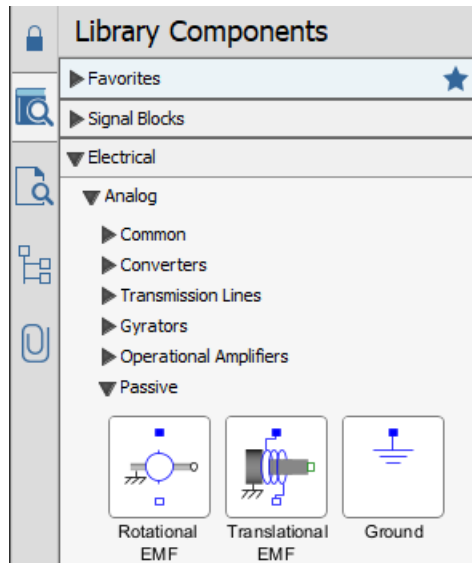 Library Components
Favorites
Signal Blocks
Electrical
Analog
Common
Converters
Transmission Lines
Gyrators
Operational Amplifiers
Passive
Rotational Translational Ground
EMF EMF